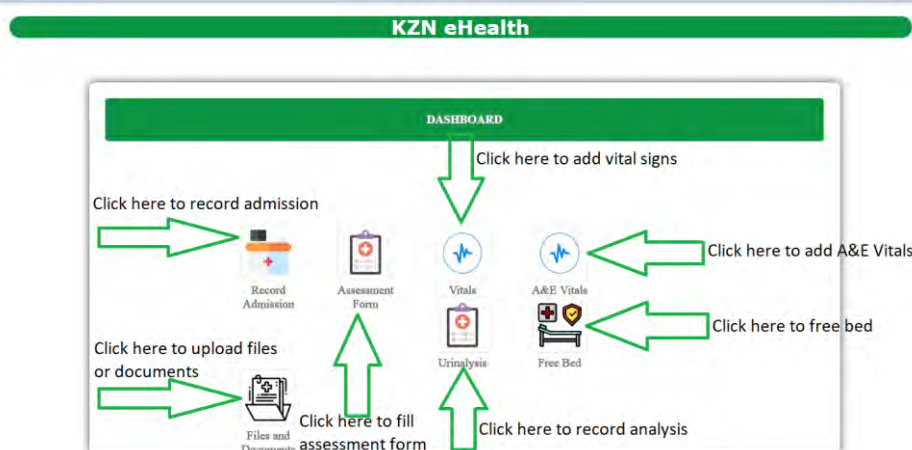 KZN eHealth
DASHBOARD
Click here to add vital signs
Click here to record admission
Click here to add A&E Vitals
Record
Admission
Assessment
Form
Vitals
A&E Vitals
Click here to free bed
Click here to upload files
or documents
Urinalysis
Free Bed
Click here to fill
assessment form
Click here to record analysis
Files and
Documents